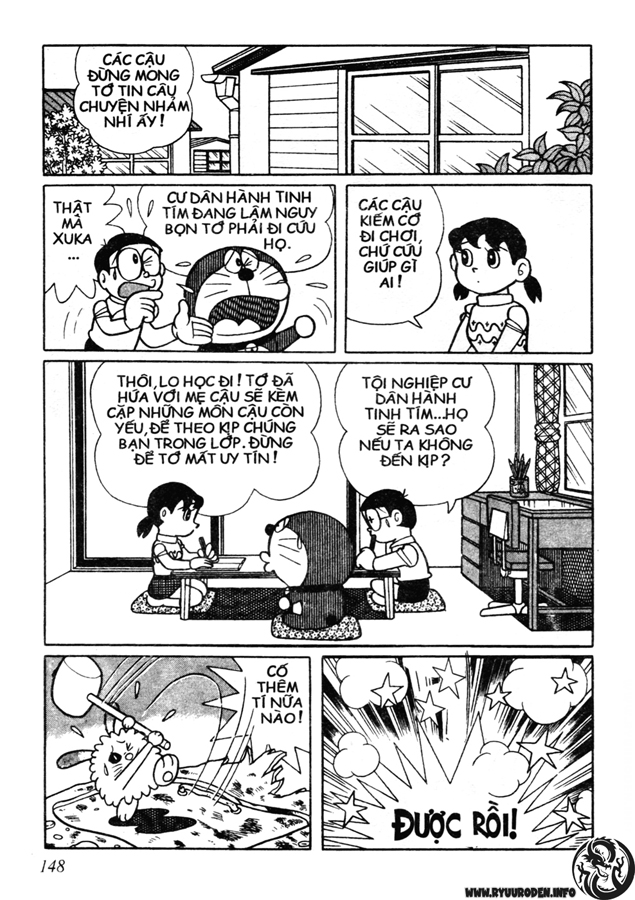 CÁC CẬU
ĐỪNG MONG
TỚ TIN CÂU
CHUYỆN NHẢM
NHÍ ẤY!
THẬT
MÀ
XUKA
...
CƯ DÂN HÀNH TINH
TÍM ĐANG LÂM NGUY
BỌN TỚ PHẢI ĐI CỨU
HỌ.
CÁC CẬU
KIẾM CỚ
ĐI CHƠI,
CHỨ CỨU
GIÚP GÌ
AI!
THÔI, LO HỌC ĐI! TỚ ĐÃ
HỨA VỚI MẸ CẬU SẼ KÈM
CẶP NHỮNG MÔN CẬU CÒN
YẾU, ĐỂ THEO KỊP CHÚNG
BẠN TRONG LỚP. ĐỪNG
ĐỂ TỚ MẤT UY TÍN!
TỘI NGHIỆP CƯ
DÂN HÀNH
TINH TÍM...HỌ
SẼ RA SAO
NẾU TA KHÔNG
ĐẾN KỊP?
CỐ
THÊM
TÍ NỮA
NÀO!
ĐƯỢC RỒI!
148
WWW.RYUURODEN.INFO